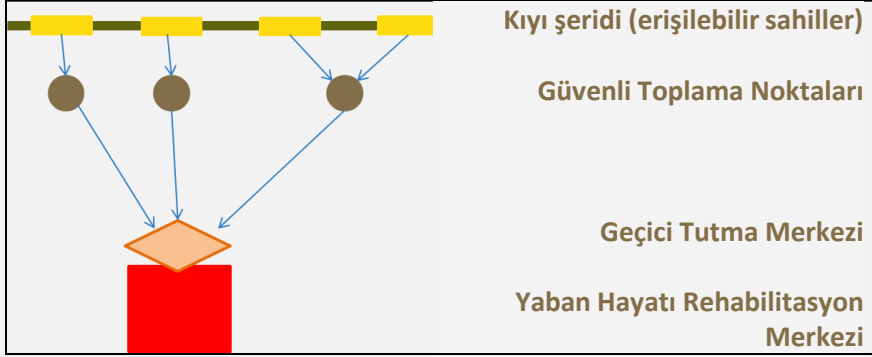 Kıyı şeridi (erişilebilir sahiller)
Güvenli Toplama Noktaları
Geçici Tutma Merkezi
Yaban Hayatı Rehabilitasyon
Merkezi